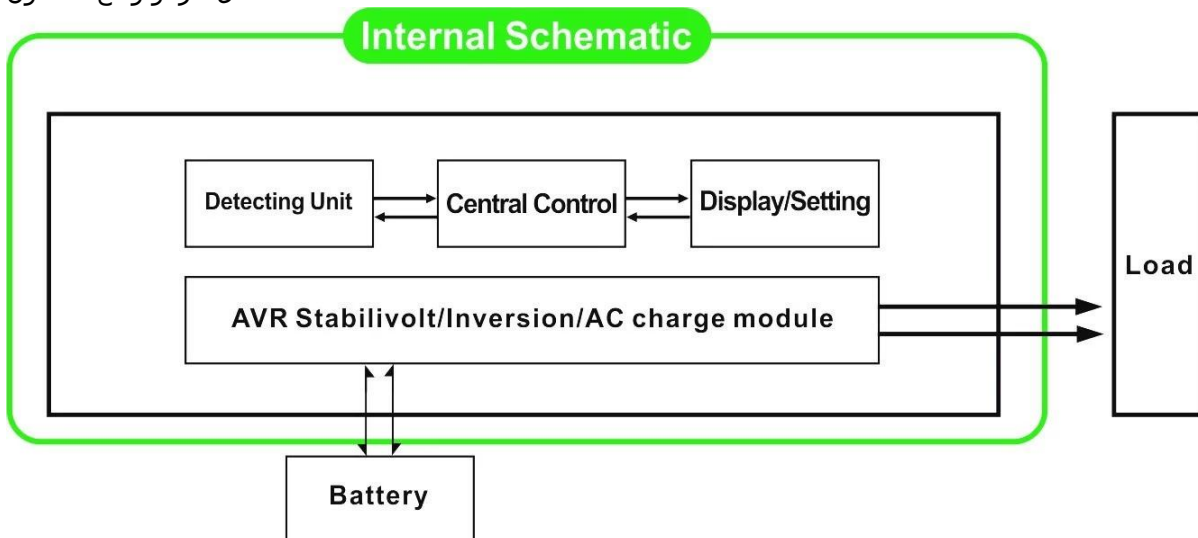 Internal Schematic
Detecting Unit
Central Control
Display/Setting
Load
AVR Stabilivolt/Inversion/AC charge module
Battery